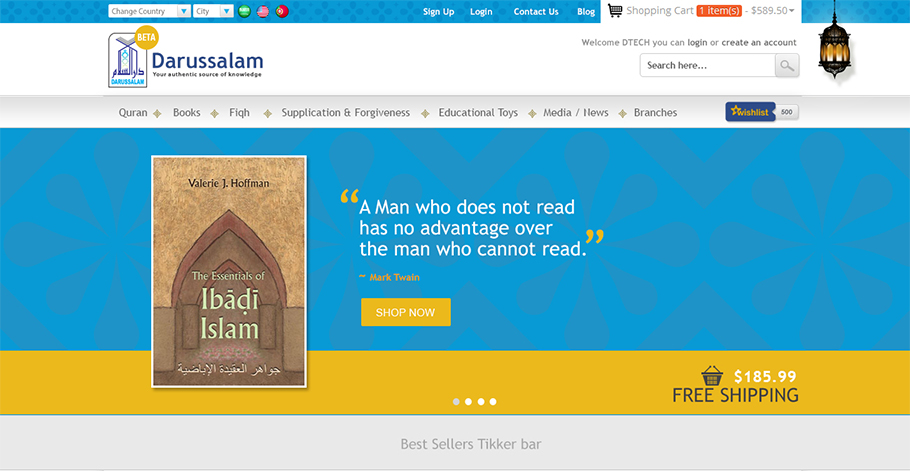 Change Country
City
Sign Up
Login
Contact Us
Blog
Shopping Cart 1 item(s) - $589.50
BETA
دار السلام
DARUSSALAM
Darussalam
Your authentic source of knowledge
Welcome DTECH you can login or create an account
Search here...
Quran
Books
Fiqh
Supplication & Forgiveness
Educational Toys
Media / News
Branches
wishlist
500
Valerie J. Hoffman
The Essentials of
Ibāḍī
Islam
جواهر العقيدة الإباضية
“A Man who does not read
has no advantage over
the man who cannot read.”
~ Mark Twain
SHOP NOW
$185.99
FREE SHIPPING
Best Sellers Tikker bar